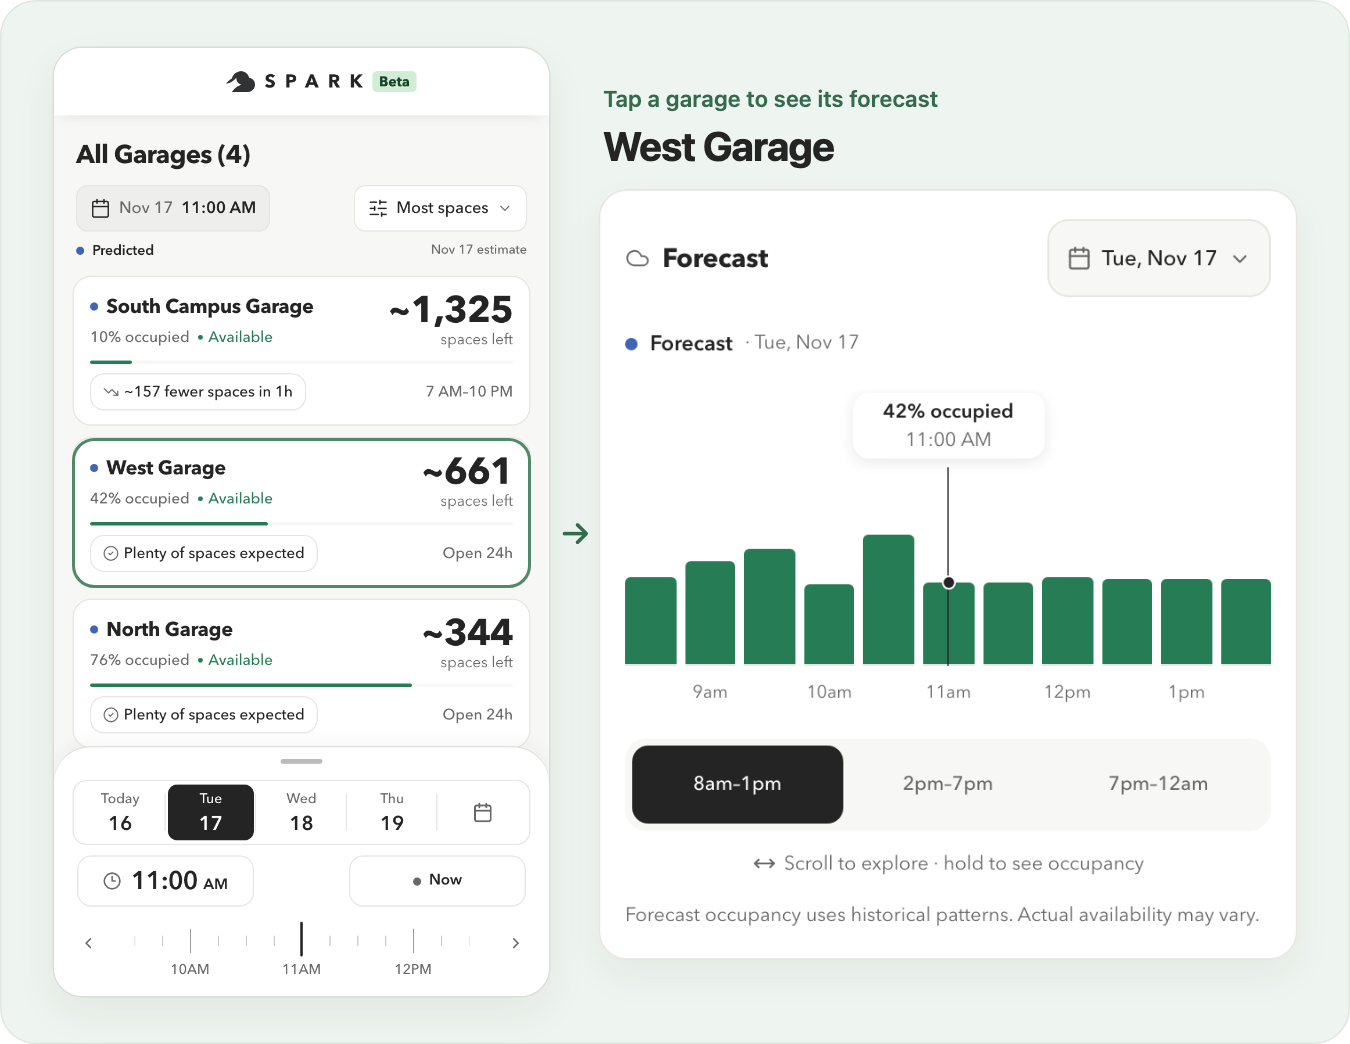 SPARK Beta
All Garages (4)
Nov 17 11:00 AM
Most spaces
Predicted
Nov 17 estimate
South Campus Garage
~1,325
10% occupied • Available
spaces left
~157 fewer spaces in 1h
7 AM–10 PM
West Garage
~661
42% occupied • Available
spaces left
Plenty of spaces expected
Open 24h
North Garage
~344
76% occupied • Available
spaces left
Plenty of spaces expected
Open 24h
Today
16
Tue
17
Wed
18
Thu
19
11:00 AM
Now
10AM
11AM
12PM
Tap a garage to see its forecast
West Garage
Forecast
Tue, Nov 17
Forecast · Tue, Nov 17
42% occupied
11:00 AM
9am
10am
11am
12pm
1pm
8am–1pm
2pm–7pm
7pm–12am
Scroll to explore · hold to see occupancy
Forecast occupancy uses historical patterns. Actual availability may vary.